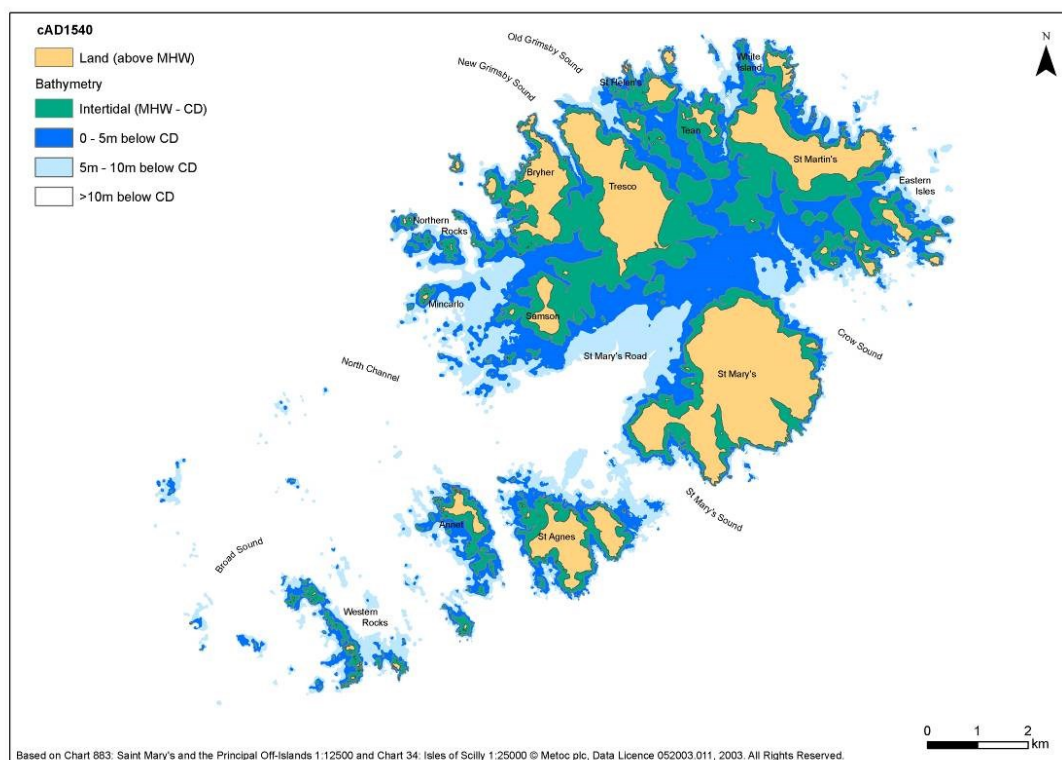 cAD1540
Land (above MHW)
Bathymetry
Intertidal (MHW - CD)
0 - 5m below CD
5m - 10m below CD
>10m below CD
N
Old Grimsby Sound
New Grimsby Sound
St Helen's
White
Island
Tean
St Martin's
Eastern
Isles
Bryher
Tresco
Northern
Rocks
Mincarlo
Samson
North Channel
St Mary's Road
Crow Sound
St Mary's
St Mary's Sound
Annet
St Agnes
Broad Sound
Western
Rocks
0 1 2
km
Based on Chart 883: Saint Mary's and the Principal Off-Islands 1:12500 and Chart 34: Isles of Scilly 1:25000 © Metoc plc, Data Licence 052003.011, 2003. All Rights Reserved.